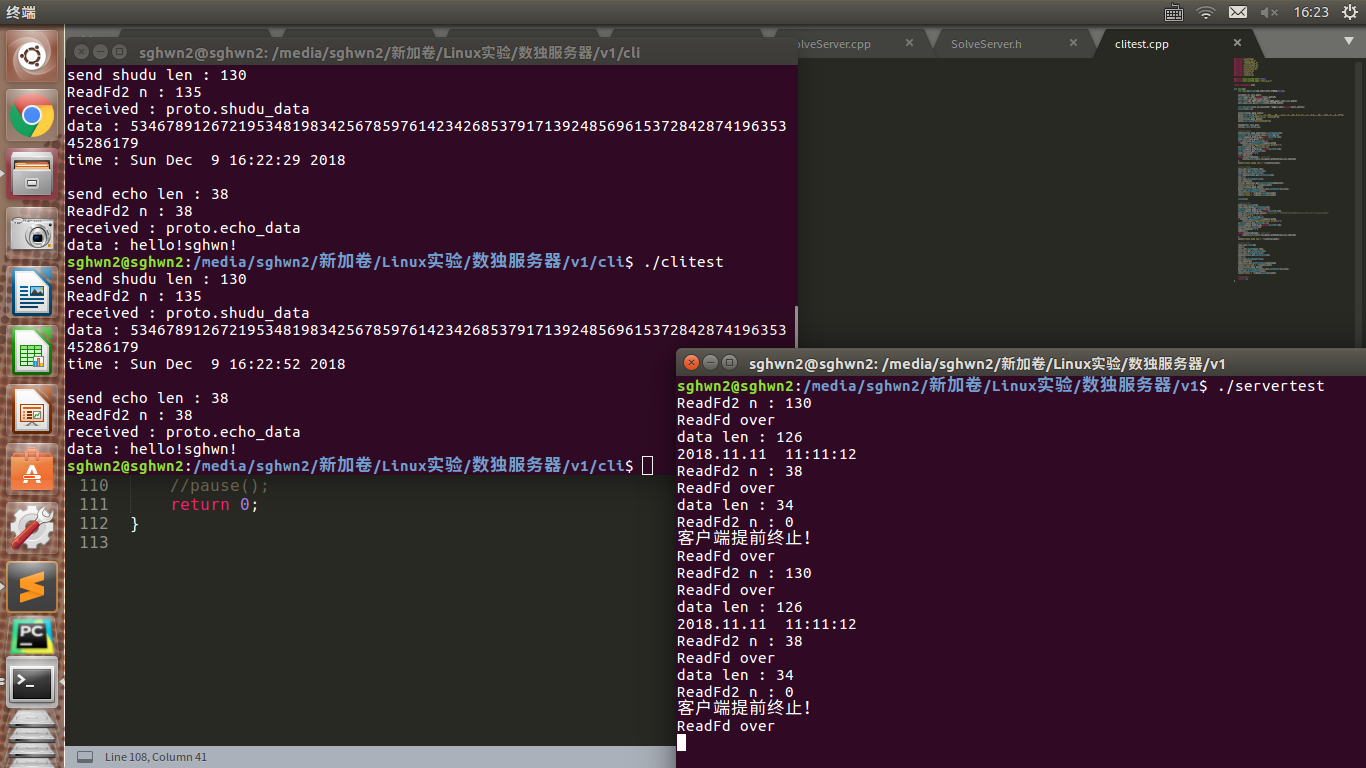 终端
16:23
sghwn2@sghwn2: /media/sghwn2/新加卷/Linux实验/数独服务器/v1/cli
olveServer.cpp
SolveServer.h
clitest.cpp
send shudu len : 130
ReadFd2 n : 135
received : proto.shudu_data
data : 534678912672195348198342567859761423426853791713924856961537284287419635345286179
time : Sun Dec  9 16:22:29 2018
send echo len : 38
ReadFd2 n : 38
received : proto.echo_data
data : hello!sghwn!
sghwn2@sghwn2:/media/sghwn2/新加卷/Linux实验/数独服务器/v1/cli$ ./clitest
send shudu len : 130
ReadFd2 n : 135
received : proto.shudu_data
data : 5346789126721953481983425678597614234268537917139248569615372842874196353
45286179
time : Sun Dec  9 16:22:52 2018
send echo len : 38
ReadFd2 n : 38
received : proto.echo_data
data : hello!sghwn!
sghwn2@sghwn2:/media/sghwn2/新加卷/Linux实验/数独服务器/v1/cli$
110 //pause();
111 return 0;
112 }
113
Line 108, Column 41
sghwn2@sghwn2: /media/sghwn2/新加卷/Linux实验/数独服务器/v1
sghwn2@sghwn2:/media/sghwn2/新加卷/Linux实验/数独服务器/v1$ ./servertest
ReadFd2 n : 130
ReadFd over
data len : 126
2018.11.11  11:11:12
ReadFd2 n : 38
ReadFd over
data len : 34
ReadFd2 n : 0
客户端提前终止!
ReadFd over
ReadFd2 n : 130
ReadFd over
data len : 126
2018.11.11  11:11:12
ReadFd2 n : 38
ReadFd over
data len : 34
ReadFd2 n : 0
客户端提前终止!
ReadFd over
PC